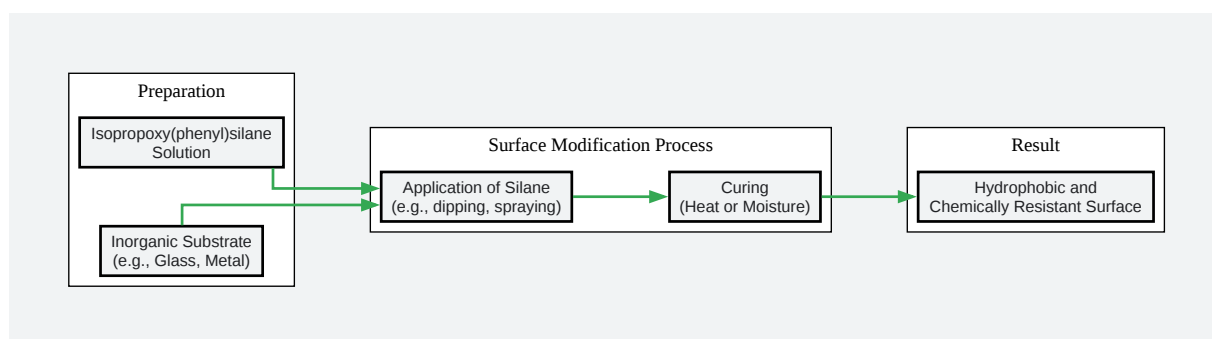 Preparation
Isopropoxy(phenyl)silane
Solution
Inorganic Substrate
(e.g., Glass, Metal)
Surface Modification Process
Application of Silane
(e.g., dipping, spraying)
Curing
(Heat or Moisture)
Result
Hydrophobic and
Chemically Resistant Surface